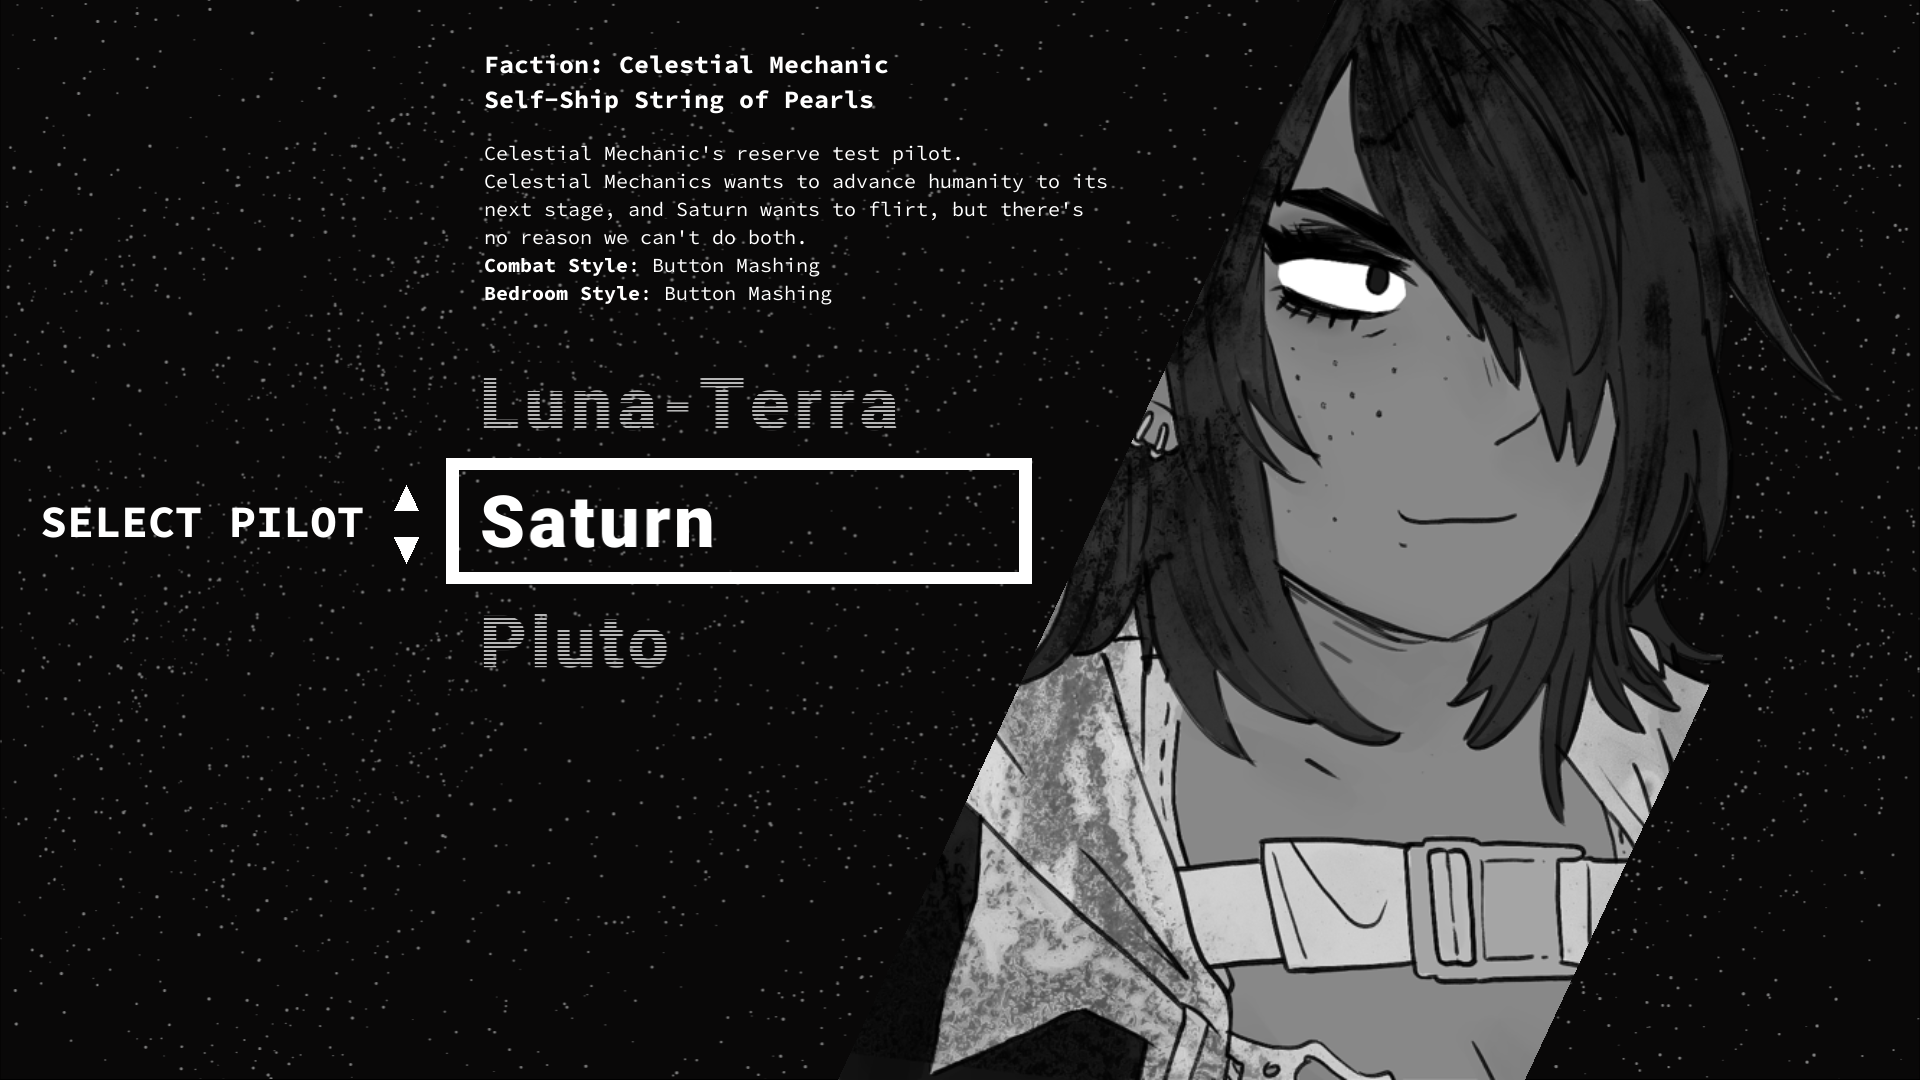 Faction: Celestial Mechanic
Self-Ship String of Pearls
Celestial Mechanic's reserve test pilot.
Celestial Mechanics wants to advance humanity to its
next stage, and Saturn wants to flirt, but there's
no reason we can't do both.
Combat Style: Button Mashing
Bedroom Style: Button Mashing
Luna-Terra
SELECT PILOT
Saturn
Pluto